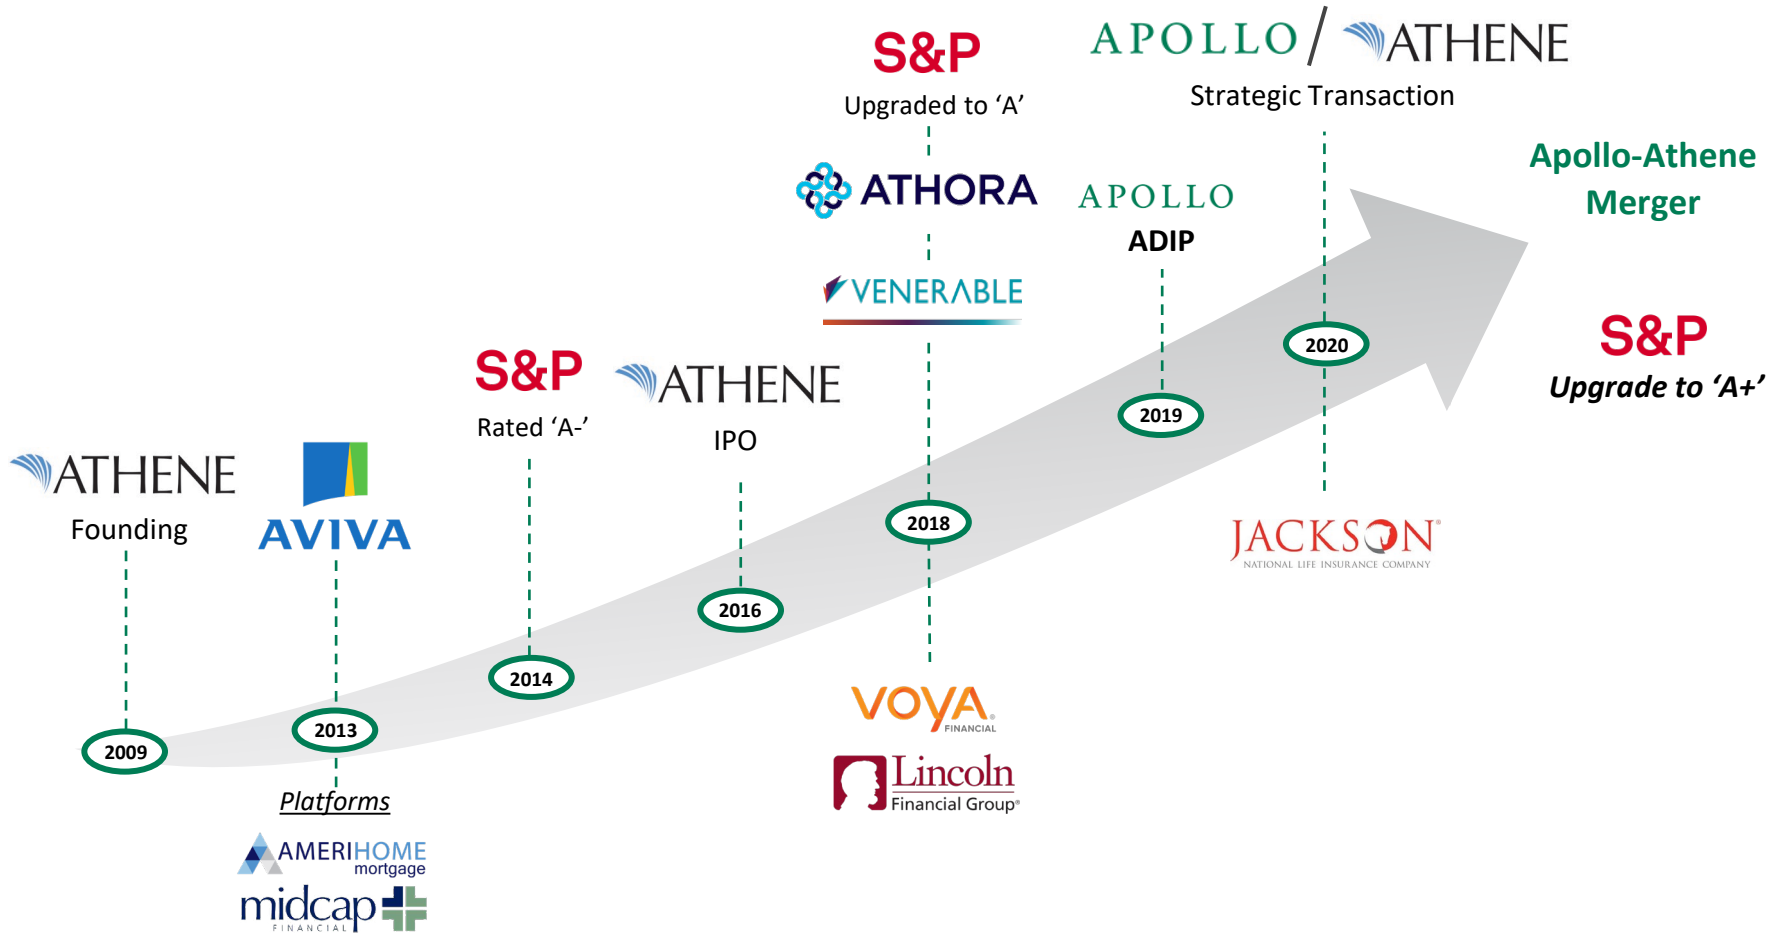 ATHENE
Founding
2009
AVIVA
2013
Platforms
AMERIHOME
mortgage
midcap
FINANCIAL
S&P
Rated ‘A-’
2014
ATHENE
IPO
2016
S&P
Upgraded to ‘A’
ATHORA
VENERABLE
2018
VOYA®
FINANCIAL
Lincoln
Financial Group®
APOLLO
ADIP
2019
APOLLO / ATHENE
Strategic Transaction
2020
JACKSON®
NATIONAL LIFE INSURANCE COMPANY
Apollo-Athene
Merger
S&P
Upgrade to ‘A+’